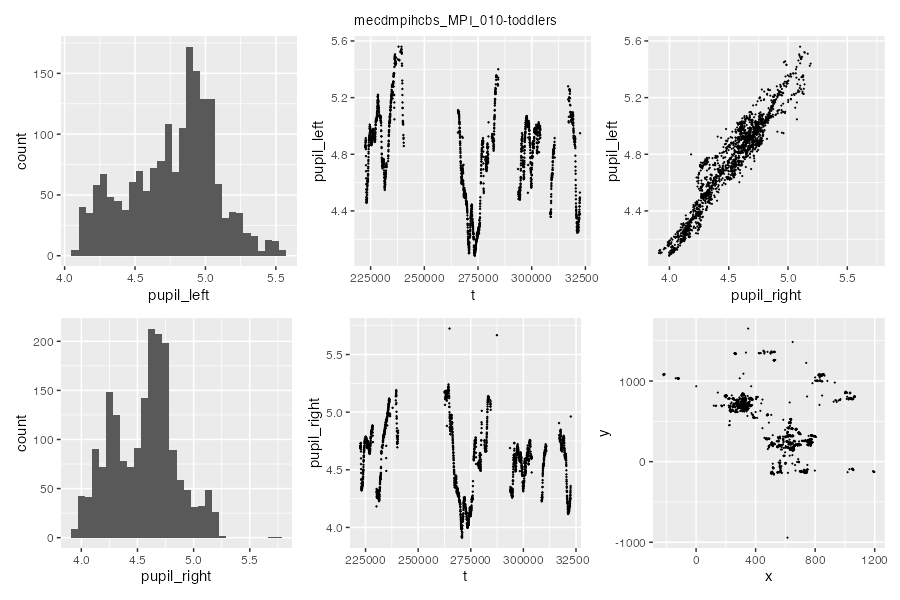 mecdmpihcbs_MPI_010-toddlers
count
150
100
50
0
4.0 4.5 5.0 5.5
pupil_left
pupil_left
5.6
5.2
4.8
4.4
225000 250000 275000 300000 325000
t
pupil_left
5.6
5.2
4.8
4.4
4.0 4.5 5.0 5.5
pupil_right
count
200
150
100
50
0
4.0 4.5 5.0 5.5
pupil_right
pupil_right
5.5
5.0
4.5
4.0
225000 250000 275000 300000 32500
t
y
1000
0
-1000
0 400 800 1200
x